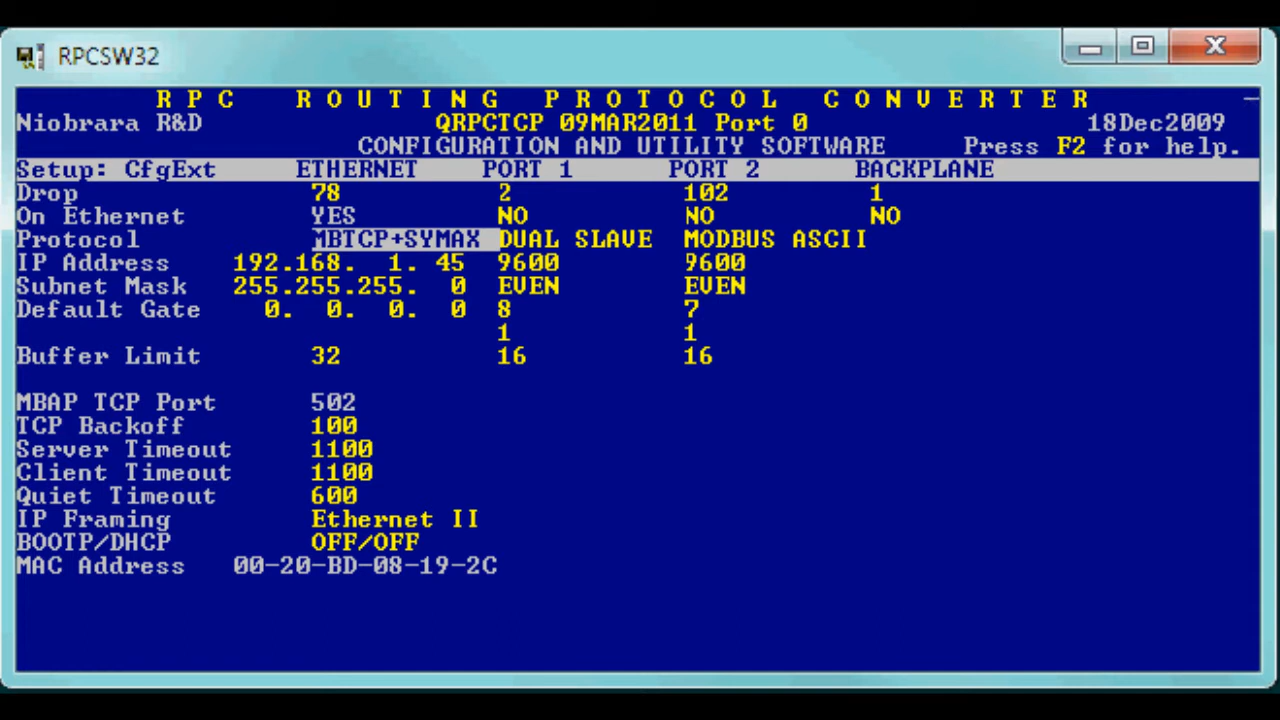 RPCSW32
R P C   R O U T I N G   P R O T O C O L   C O N V E R T E R
Niobrara R&D QRPCTCP 09MAR2011 Port 0 18Dec2009
CONFIGURATION AND UTILITY SOFTWARE Press F2 for help.
Setup: CfgExt ETHERNET PORT 1 PORT 2 BACKPLANE
Drop 78 2 102 1
On Ethernet YES NO NO NO
Protocol MBTCP+SYMAX DUAL SLAVE MODBUS ASCII
IP Address 192.168.  1. 45 9600 9600
Subnet Mask 255.255.255.  0 EVEN EVEN
Default Gate 0.  0.  0.  0 8 7
1 1
Buffer Limit 32 16 16
MBAP TCP Port 502
TCP Backoff 100
Server Timeout 1100
Client Timeout 1100
Quiet Timeout 600
IP Framing Ethernet II
BOOTP/DHCP OFF/OFF
MAC Address 00-20-BD-08-19-2C